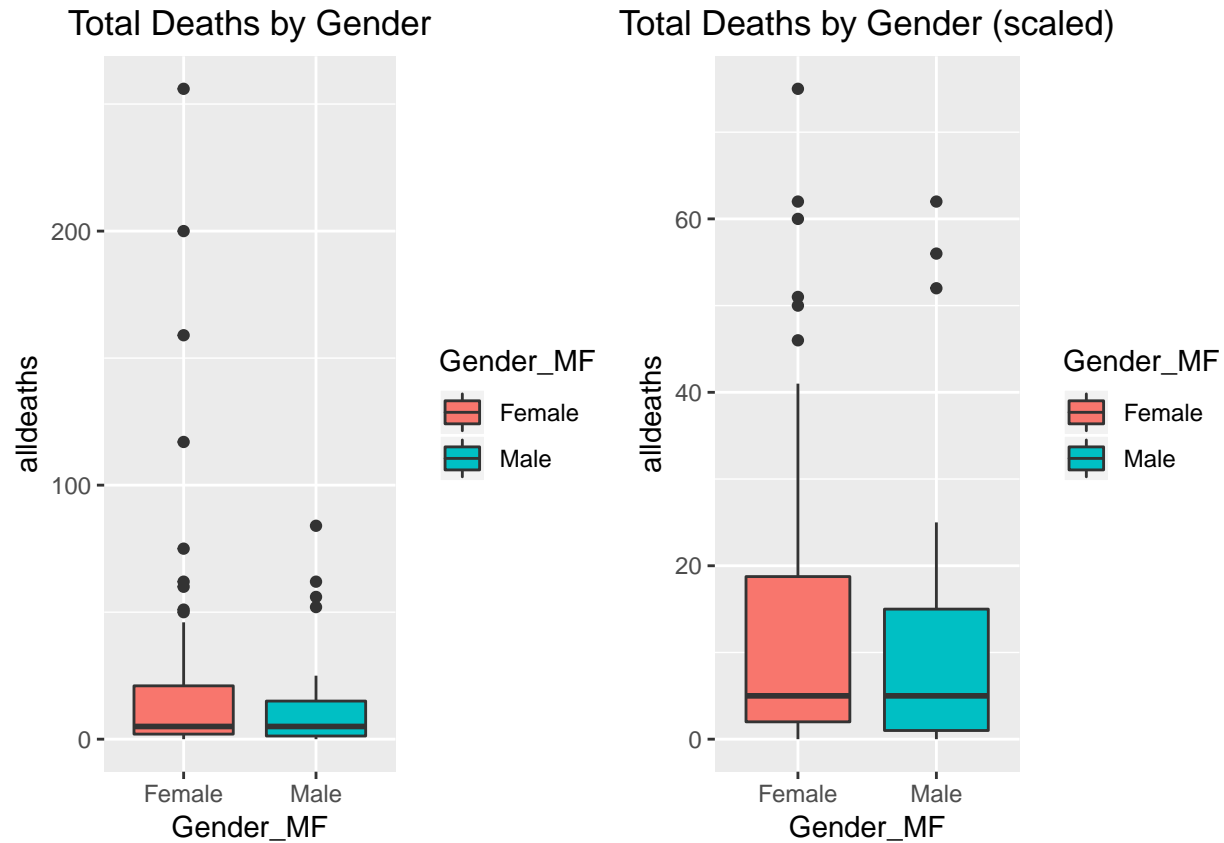 Total Deaths by Gender
200
100
0
alldeaths
Female
Male
Gender_MF
Gender_MF
Female
Male
Total Deaths by Gender (scaled)
60
40
20
0
alldeaths
Female
Male
Gender_MF
Gender_MF
Female
Male